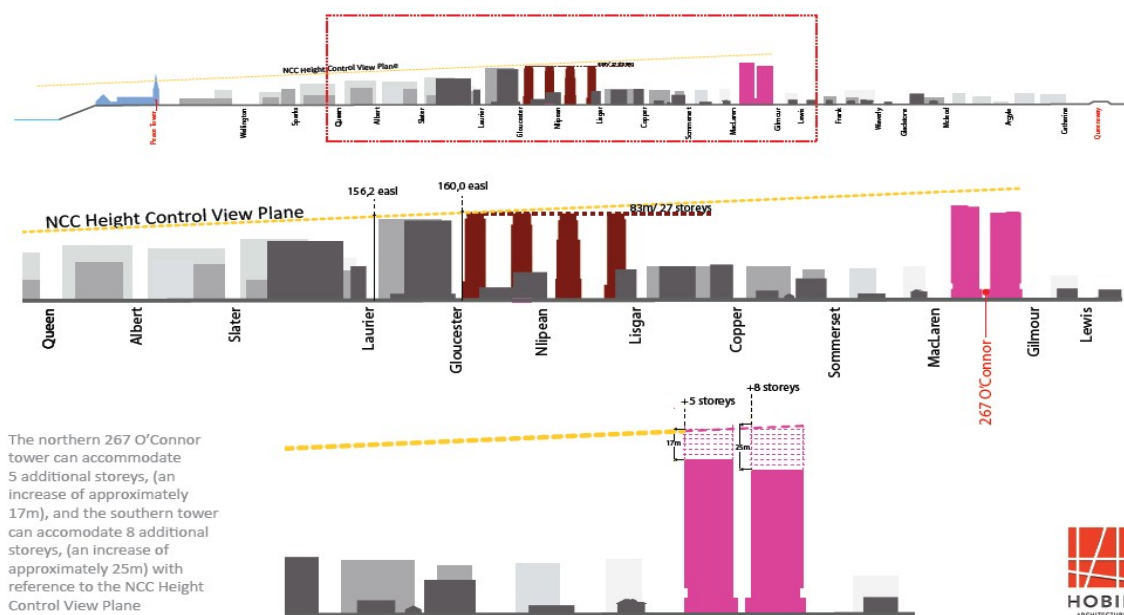 NCC Height Control View Plane
Peace Tower
Wellington
Sparks
Queen
Albert
Slater
Laurier
Gloucester
Nlipean
Lisgar
Copper
Sommerset
MacLaren
Gilmour
Lewis
Frank
Waverly
Gladstone
Mcleod
Argyle
Catherine
Queensway
156,2 easl
160,0 easl
NCC Height Control View Plane
83m/ 27 storeys
Queen
Albert
Slater
Laurier
Gloucester
Nlipean
Lisgar
Copper
Sommerset
MacLaren
267 O'Connor
Gilmour
Lewis
+5 storeys
+8 storeys
17m
25m
The northern 267 O'Connor
tower can accommodate
5 additional storeys, (an
increase of approximately
17m), and the southern tower
can accomodate 8 additional
storeys, (an increase of
approximately 25m) with
reference to the NCC Height
Control View Plane
HOBI
ARCHITECTUR